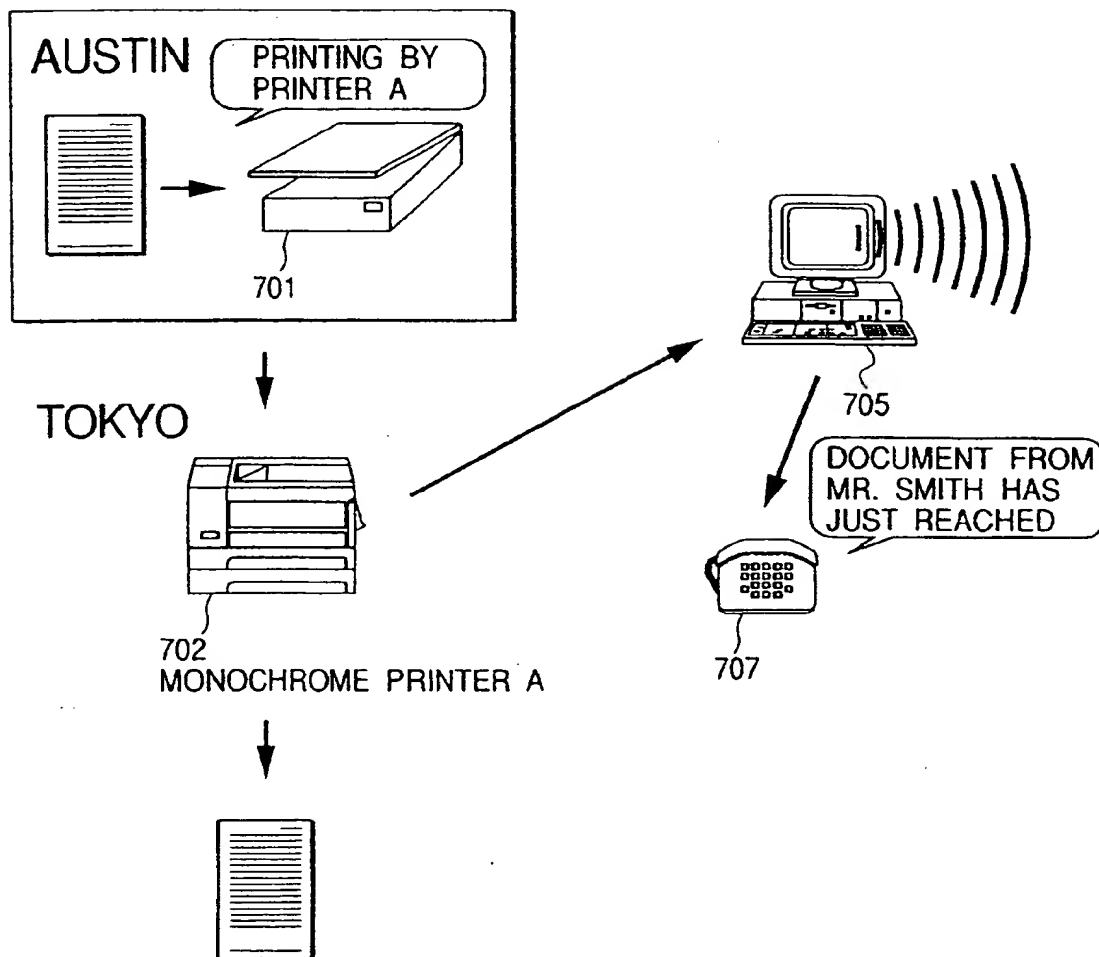 AUSTIN
PRINTING BY
PRINTER A
701
TOKYO
705
DOCUMENT FROM
MR. SMITH HAS
JUST REACHED
702
MONOCHROME PRINTER A
707